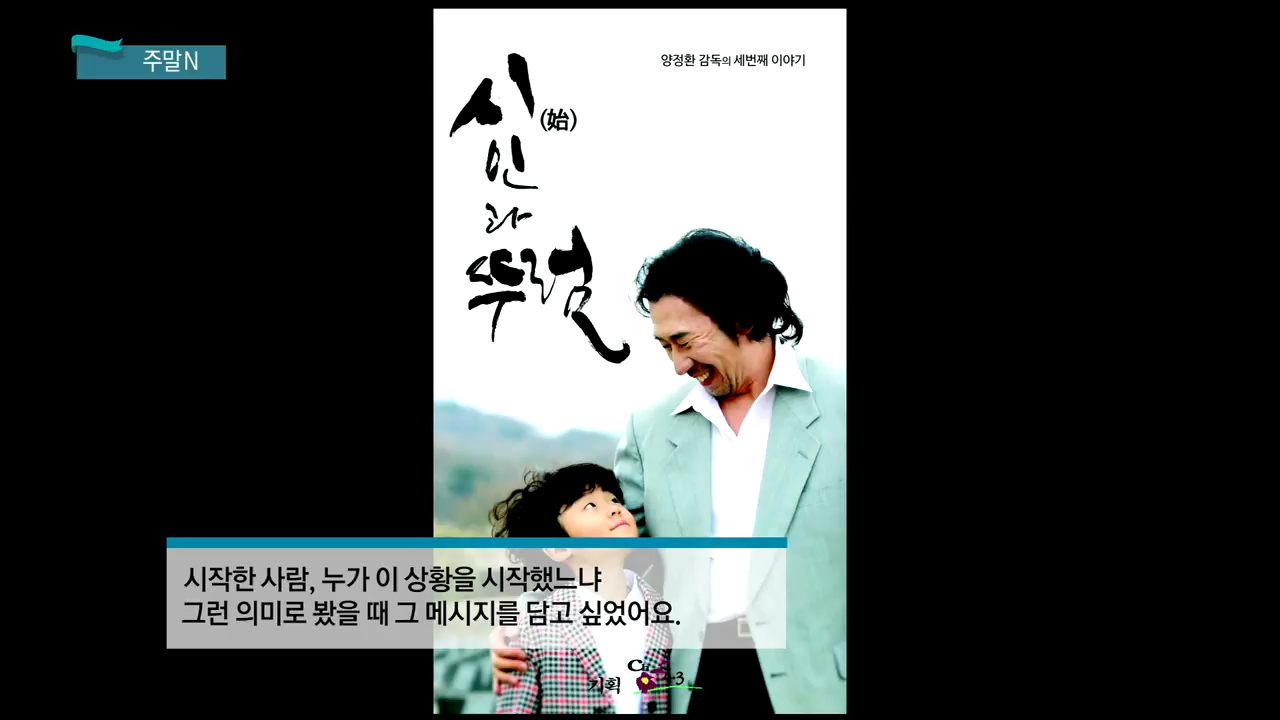 주말N
양정환 감독의 세번째 이야기
시(始)
인
과
뚜렴
시작한 사람, 누가 이 상황을 시작했느냐
그런 의미로 봤을 때 그 메시지를 담고 싶었어요.
기획